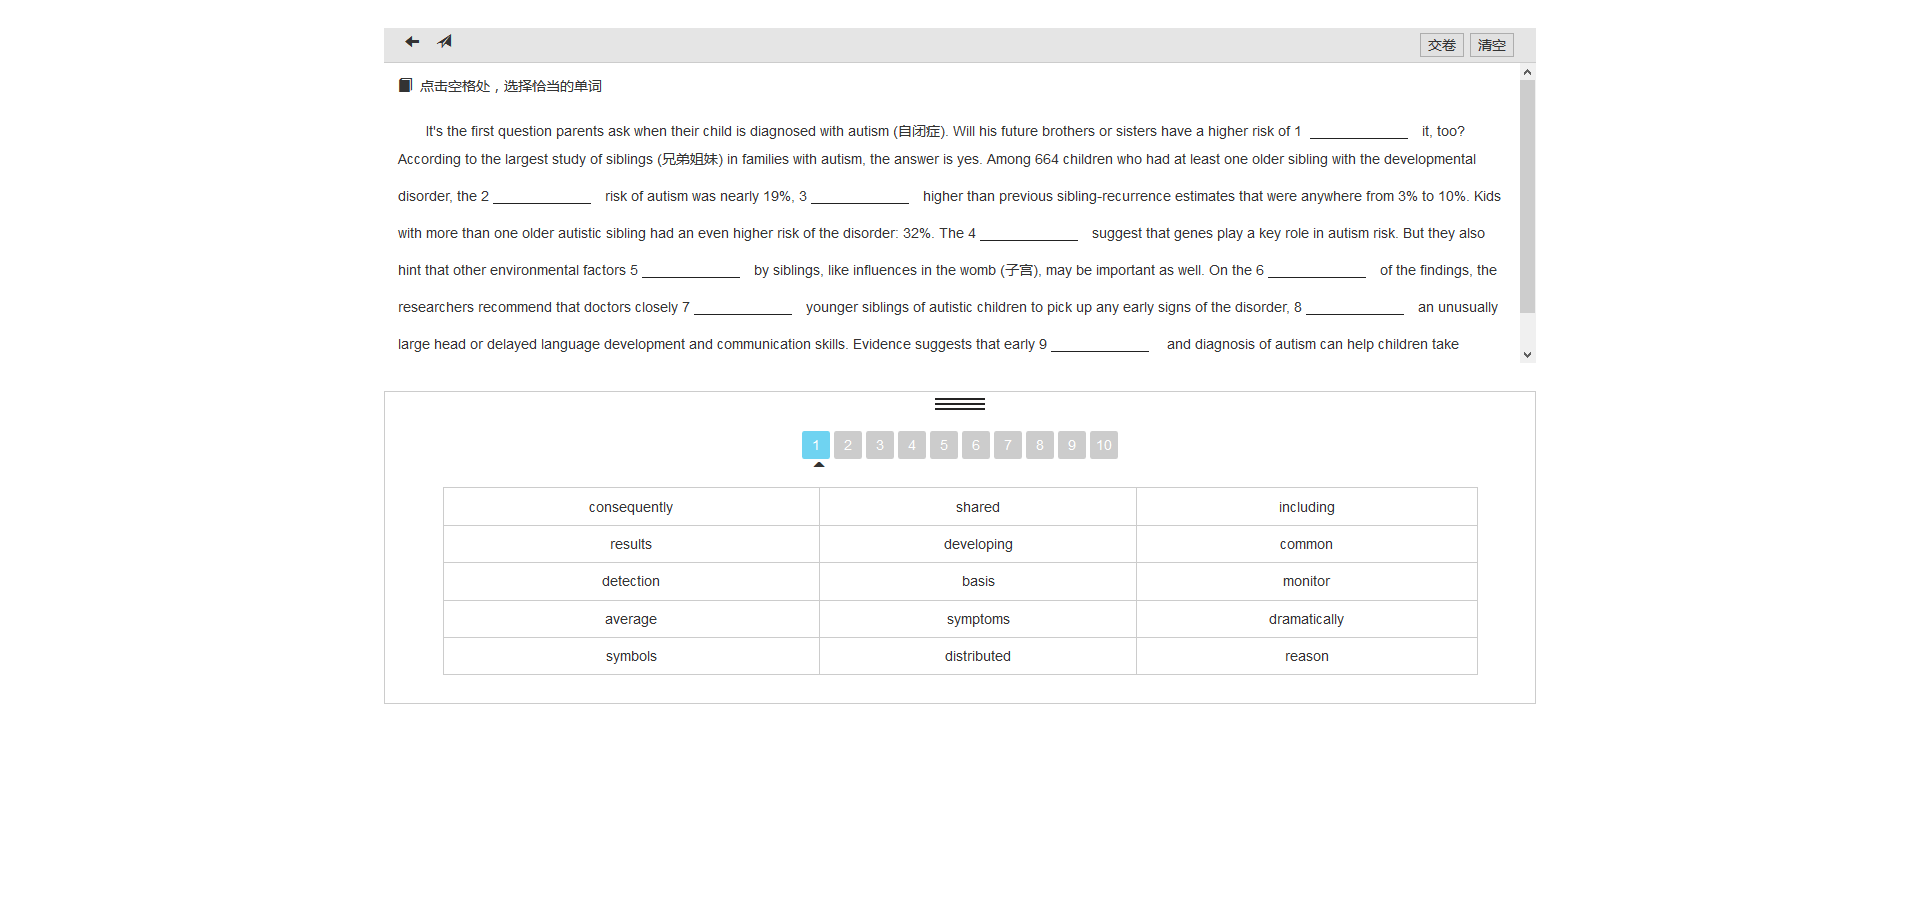 交卷 清空
点击空格处，选择恰当的单词
It's the first question parents ask when their child is diagnosed with autism (自闭症). Will his future brothers or sisters have a higher risk of 1 ____________ it, too?
According to the largest study of siblings (兄弟姐妹) in families with autism, the answer is yes. Among 664 children who had at least one older sibling with the developmental
disorder, the 2 ____________ risk of autism was nearly 19%, 3 ____________ higher than previous sibling-recurrence estimates that were anywhere from 3% to 10%. Kids
with more than one older autistic sibling had an even higher risk of the disorder: 32%. The 4 ____________ suggest that genes play a key role in autism risk. But they also
hint that other environmental factors 5 ____________ by siblings, like influences in the womb (子宫), may be important as well. On the 6 ____________ of the findings, the
researchers recommend that doctors closely 7 ____________ younger siblings of autistic children to pick up any early signs of the disorder, 8 ____________ an unusually
large head or delayed language development and communication skills. Evidence suggests that early 9 ____________ and diagnosis of autism can help children take
1 2 3 4 5 6 7 8 9 10
consequently shared including
results developing common
detection basis monitor
average symptoms dramatically
symbols distributed reason